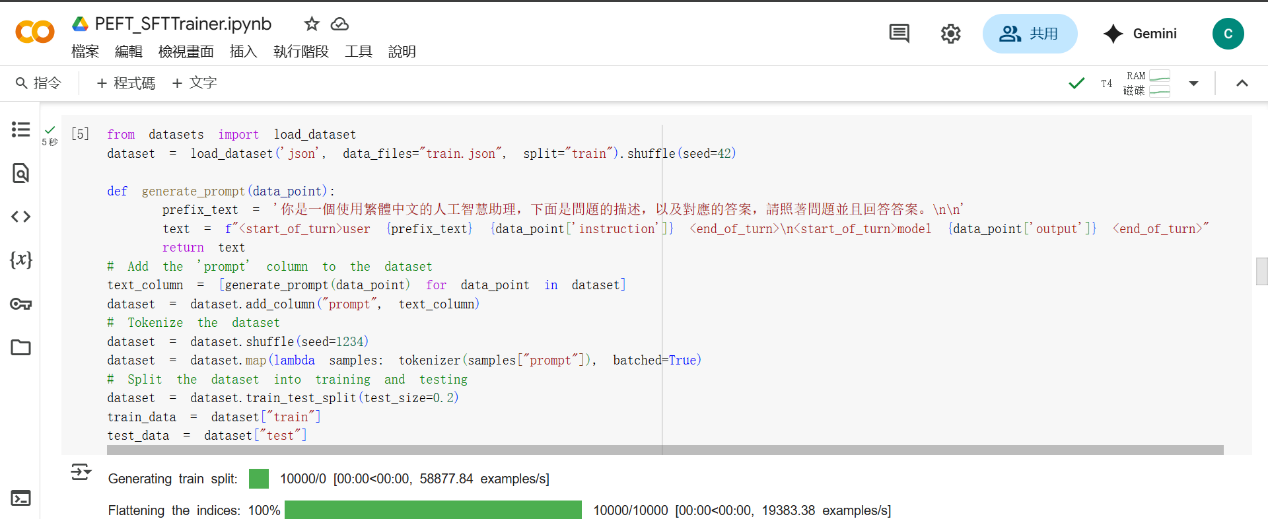 PEFT_SFTTrainer.ipynb
檔案 編輯 檢視畫面 插入 執行階段 工具 說明
共用
Gemini
C
指令 + 程式碼 + 文字
T4 RAM
磁碟
[5]
5 秒
from datasets import load_dataset
dataset = load_dataset('json', data_files="train.json", split="train").shuffle(seed=42)
def generate_prompt(data_point):
prefix_text = '你是一個使用繁體中文的人工智慧助理，下面是問題的描述，以及對應的答案，請照著問題並且回答答案。\n\n'
text = f"<start_of_turn>user {prefix_text} {data_point['instruction']} <end_of_turn>\n<start_of_turn>model {data_point['output']} <end_of_turn>"
return text
# Add the 'prompt' column to the dataset
text_column = [generate_prompt(data_point) for data_point in dataset]
dataset = dataset.add_column("prompt", text_column)
# Tokenize the dataset
dataset = dataset.shuffle(seed=1234)
dataset = dataset.map(lambda samples: tokenizer(samples["prompt"]), batched=True)
# Split the dataset into training and testing
dataset = dataset.train_test_split(test_size=0.2)
train_data = dataset["train"]
test_data = dataset["test"]
Generating train split: 10000/0 [00:00<00:00, 58877.84 examples/s]
Flattening the indices: 100% 10000/10000 [00:00<00:00, 19383.38 examples/s]